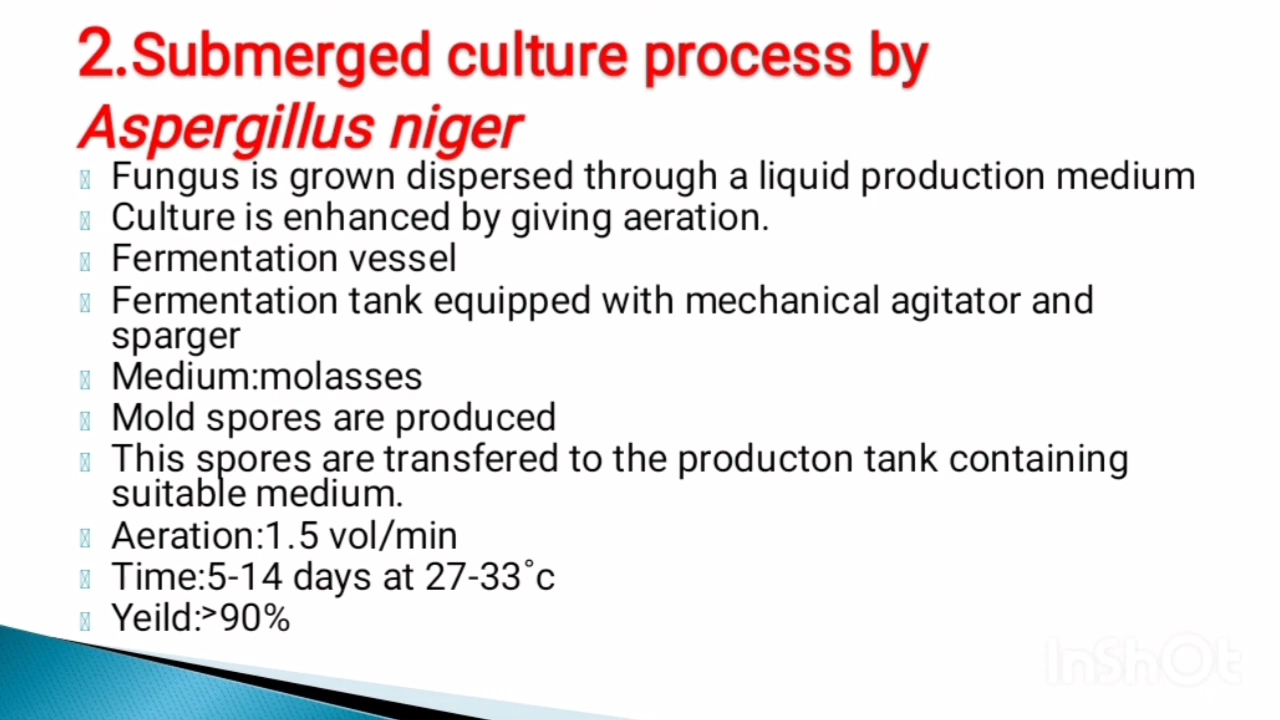 2.Submerged culture process by
Aspergillus niger
Fungus is grown dispersed through a liquid production medium
Culture is enhanced by giving aeration.
Fermentation vessel
Fermentation tank equipped with mechanical agitator and
sparger
Medium:molasses
Mold spores are produced
This spores are transfered to the producton tank containing
suitable medium.
Aeration:1.5 vol/min
Time:5-14 days at 27-33°c
Yeild:>90%
InShOt